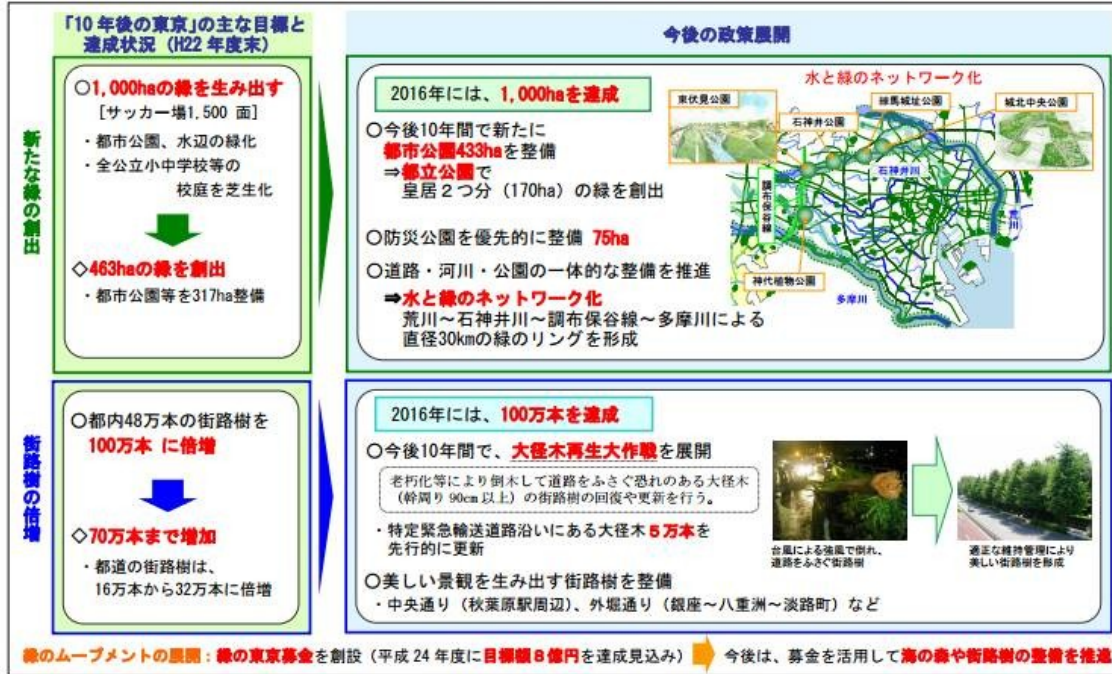 「10年後の東京」の主な目標と
達成状況（H22年度末）
今後の政策展開
新たな緑の創出
○1,000haの緑を生み出す
[サッカー場1,500 面]
・都市公園、水辺の緑化
・全公立小中学校等の
校庭を芝生化
◇463haの緑を創出
・都市公園等を317ha整備
2016年には、1,000haを達成
○今後10年間で新たに
都市公園433haを整備
⇒都立公園で
皇居２つ分（170ha）の緑を創出
○防災公園を優先的に整備 75ha
○道路・河川・公園の一体的な整備を推進
⇒水と緑のネットワーク化
荒川～石神井川～調布保谷線～多摩川による
直径30kmの緑のリングを形成
水と緑のネットワーク化
東伏見公園
石神井公園
練馬城址公園
城北中央公園
石神井川
調布保谷線
荒川
神代植物公園
多摩川
街路樹の倍増
○都内48万本の街路樹を
100万本 に倍増
◇70万本まで増加
・都道の街路樹は、
16万本から32万本に倍増
2016年には、100万本を達成
○今後10年間で、大径木再生大作戦を展開
老朽化等により倒木して道路をふさぐ恐れのある大径木
（幹周り 90cm 以上）の街路樹の回復や更新を行う。
・特定緊急輸送道路沿いにある大径木５万本を
先行的に更新
○美しい景観を生み出す街路樹を整備
・中央通り（秋葉原駅周辺）、外堀通り（銀座～八重洲～淡路町）など
台風による強風で倒れ、
道路をふさぐ街路樹
適正な維持管理により
美しい街路樹を形成
緑のムーブメントの展開：緑の東京募金を創設（平成 24 年度に目標額８億円を達成見込み） 今後は、募金を活用して海の森や街路樹の整備を推進